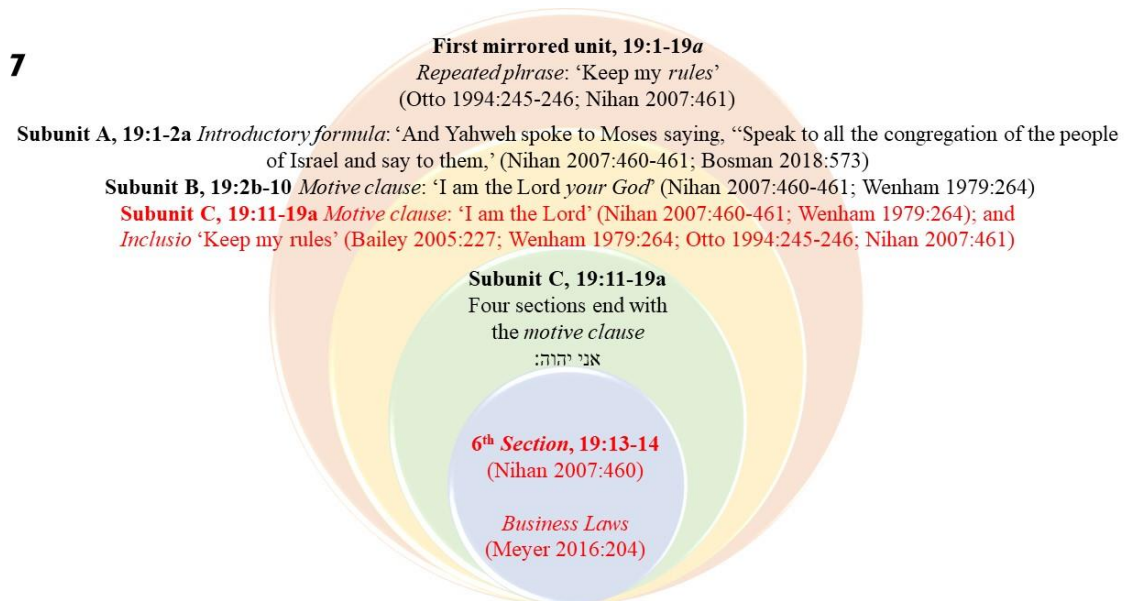 7
First mirrored unit, 19:1-19a
Repeated phrase: ‘Keep my rules’
(Otto 1994:245-246; Nihan 2007:461)
Subunit A, 19:1-2a Introductory formula: ‘And Yahweh spoke to Moses saying, “Speak to all the congregation of the people
of Israel and say to them,’ (Nihan 2007:460-461; Bosman 2018:573)
Subunit B, 19:2b-10 Motive clause: ‘I am the Lord your God’ (Nihan 2007:460-461; Wenham 1979:264)
Subunit C, 19:11-19a Motive clause: ‘I am the Lord’ (Nihan 2007:460-461; Wenham 1979:264); and
Inclusio ‘Keep my rules’ (Bailey 2005:227; Wenham 1979:264; Otto 1994:245-246; Nihan 2007:461)
Subunit C, 19:11-19a
Four sections end with
the motive clause
אני יהוה:
6th Section, 19:13-14
(Nihan 2007:460)
Business Laws
(Meyer 2016:204)